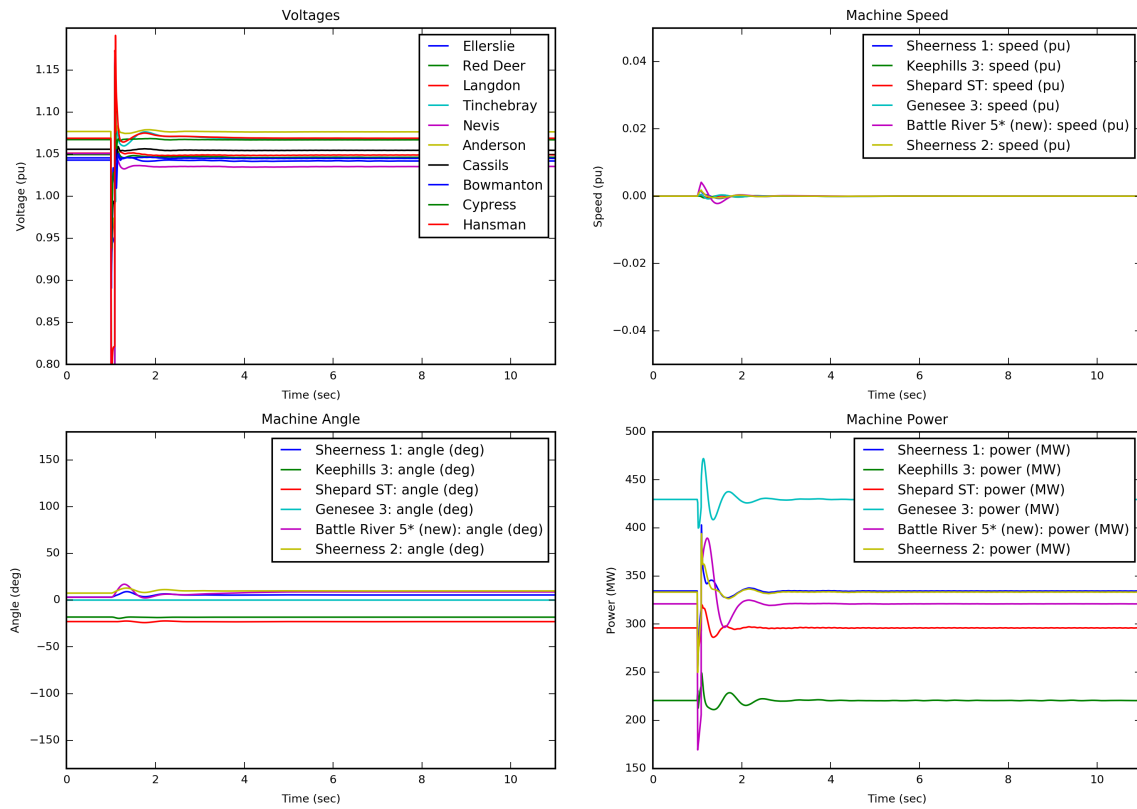 Voltages
1.15
1.10
1.05
1.00
0.95
0.90
0.85
0.80
Voltage (pu)
0
2
4
6
8
10
Time (sec)
Ellerslie
Red Deer
Langdon
Tinchebray
Nevis
Anderson
Cassils
Bowmanton
Cypress
Hansman
Machine Speed
0.04
0.02
0.00
−0.02
−0.04
Speed (pu)
0
2
4
6
8
10
Time (sec)
Sheerness 1: speed (pu)
Keephills 3: speed (pu)
Shepard ST: speed (pu)
Genesee 3: speed (pu)
Battle River 5* (new): speed (pu)
Sheerness 2: speed (pu)
Machine Angle
150
100
50
0
−50
−100
−150
Angle (deg)
0
2
4
6
8
10
Time (sec)
Sheerness 1: angle (deg)
Keephills 3: angle (deg)
Shepard ST: angle (deg)
Genesee 3: angle (deg)
Battle River 5* (new): angle (deg)
Sheerness 2: angle (deg)
Machine Power
500
450
400
350
300
250
200
150
Power (MW)
0
2
4
6
8
10
Time (sec)
Sheerness 1: power (MW)
Keephills 3: power (MW)
Shepard ST: power (MW)
Genesee 3: power (MW)
Battle River 5* (new): power (MW)
Sheerness 2: power (MW)